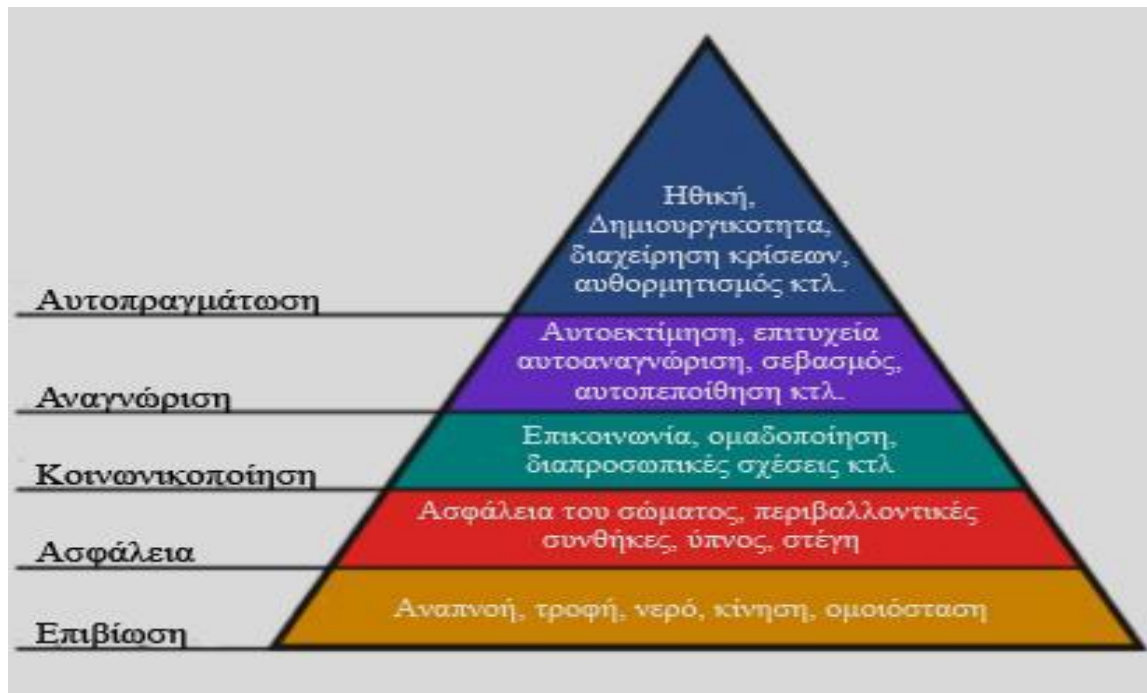 Ηθική,
Δημιουργικοτητα,
διαχείρηση κρίσεων,
αυθορμητισμός κτλ.
Αυτοπραγμάτωση
Αυτοεκτίμηση, επιτυχεία
αυτοαναγνώριση, σεβασμός,
αυτοπεποίθηση κτλ.
Αναγνώριση
Επικοινωνία, ομαδοποίηση,
διαπροσωπικές σχέσεις κτλ
Κοινωνικοποίηση
Ασφάλεια του σώματος, περιβαλλοντικές
συνθήκες, ύπνος, στέγη
Ασφάλεια
Αναπνοή, τροφή, νερό, κίνηση, ομοιόσταση
Επιβίωση